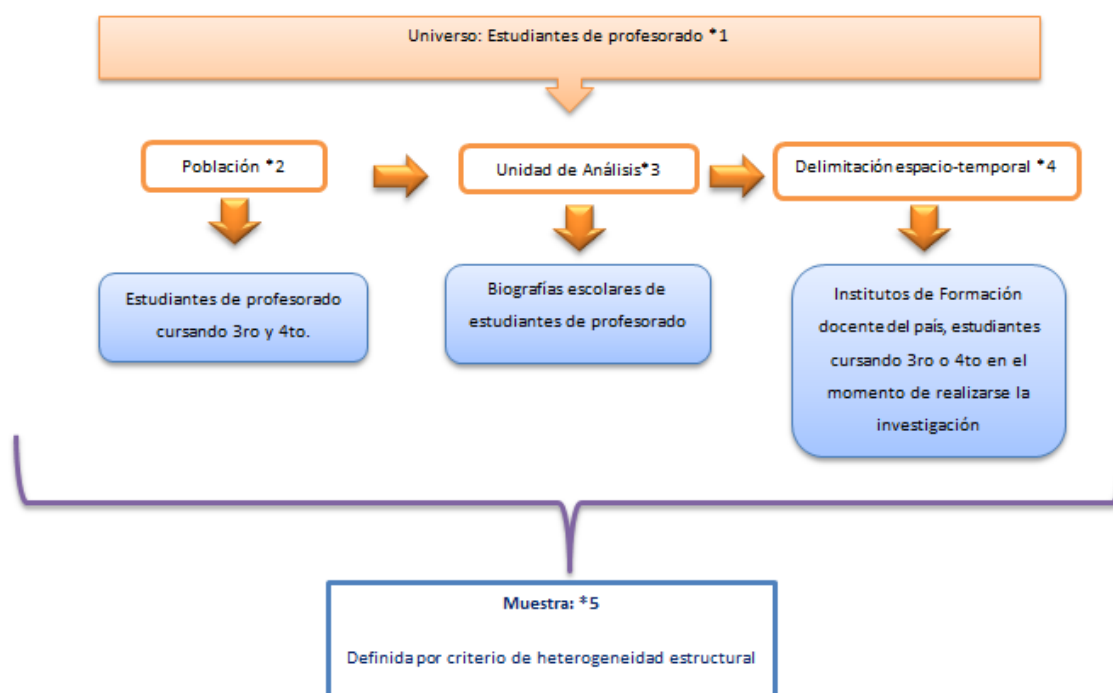 Universo: Estudiantes de profesorado *1
Población *2
Unidad de Análisis*3
Delimitación espacio-temporal *4
Estudiantes de profesorado
cursando 3ro y 4to.
Biografías escolares de
estudiantes de profesorado
Institutos de Formación
docente del país, estudiantes
cursando 3ro o 4to en el
momento de realizarse la
investigación
Muestra: *5
Definida por criterio de heterogeneidad estructural